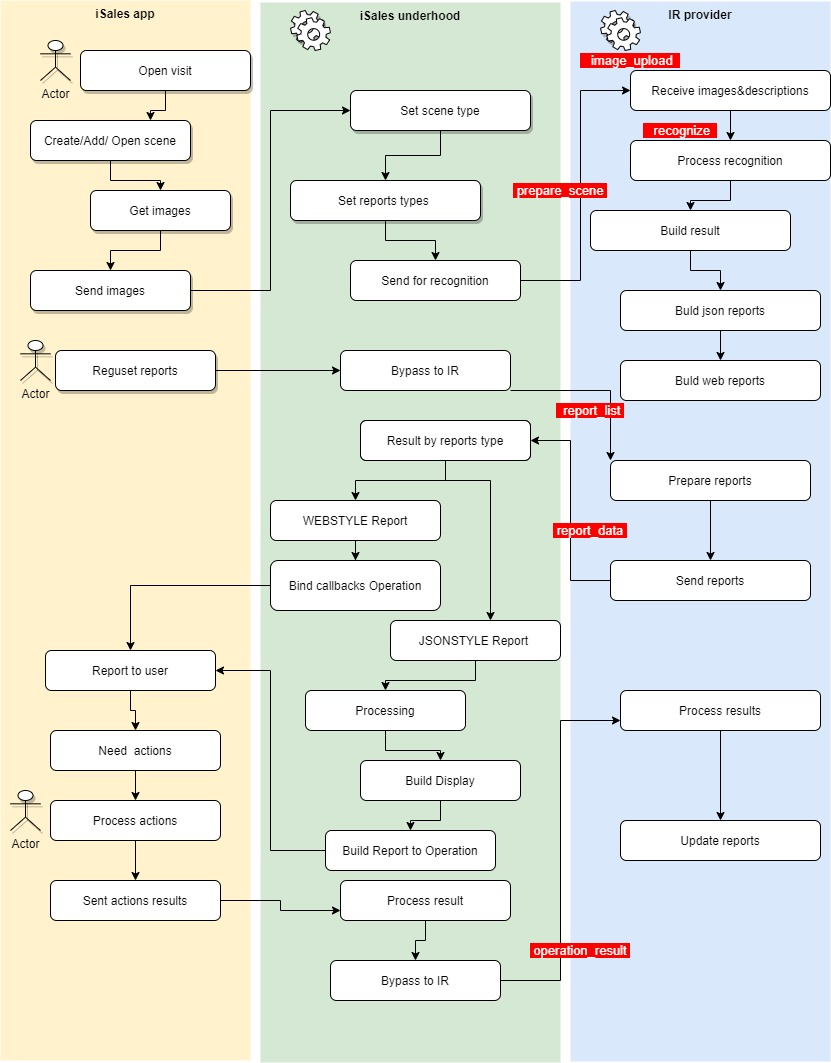 iSales app
iSales underhood
IR provider
Actor
Open visit
Create/Add/ Open scene
Get images
Send images
Set scene type
Set reports types
Send for recognition
prepare_scene
image_upload
Receive images&descriptions
recognize
Process recognition
Build result
Buld json reports
Buld web reports
Actor
Reguset reports
Bypass to IR
report_list
Prepare reports
Send reports
report_data
Result by reports type
WEBSTYLE Report
Bind callbacks Operation
JSONSTYLE Report
Processing
Build Display
Build Report to Operation
Report to user
Need  actions
Actor
Process actions
Sent actions results
Process result
Bypass to IR
operation_result
Process results
Update reports